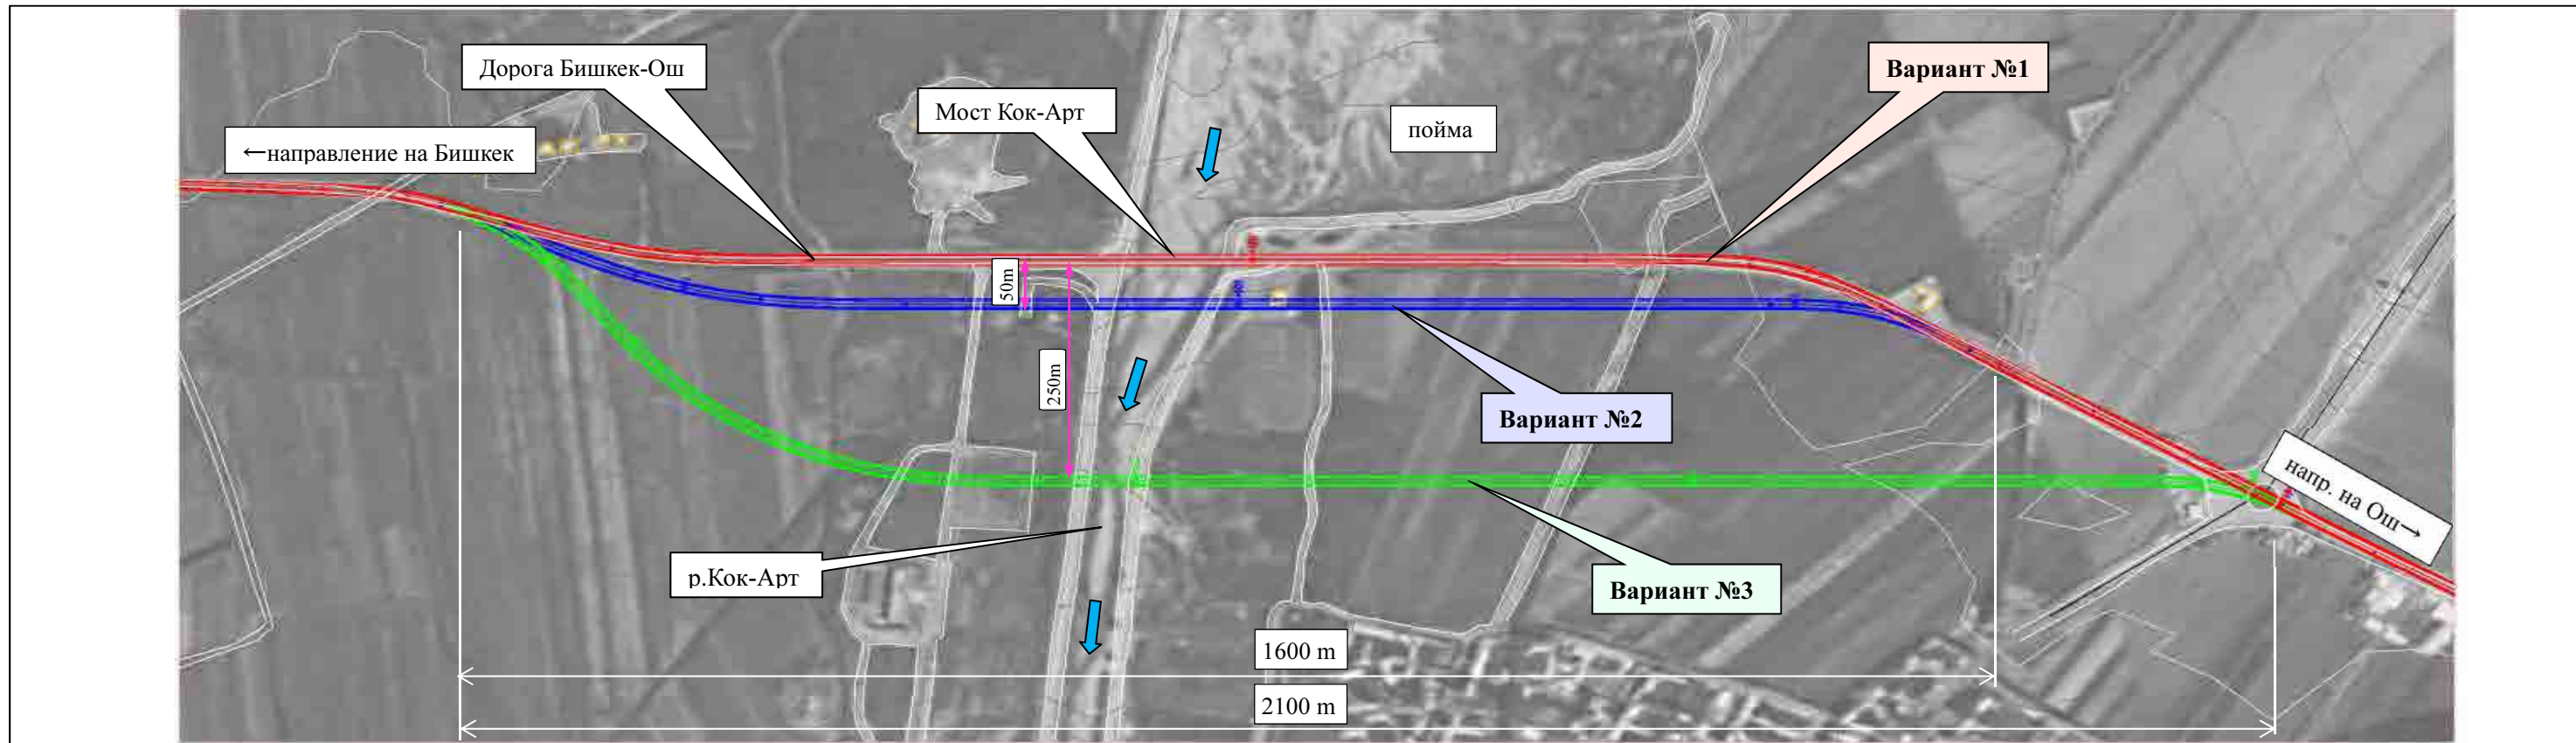 Дорога Бишкек-Ош
Вариант №1
Мост Кок-Арт
пойма
←направление на Бишкек
50m
250m
Вариант №2
напр. на Ош→
р.Кок-Арт
Вариант №3
1600 m
2100 m